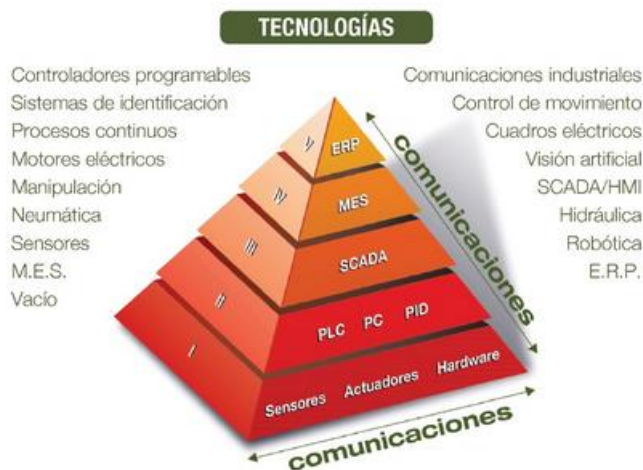 TECNOLOGÍAS
Controladores programables
Sistemas de identificación
Procesos continuos
Motores eléctricos
Manipulación
Neumática
Sensores
M.E.S.
Vacío
Comunicaciones industriales
Control de movimiento
Cuadros eléctricos
Visión artificial
SCADA/HMI
Hidráulica
Robótica
E.R.P.
V ERP
IV MES
III SCADA
II PLC PC PID
I Sensores Actuadores Hardware
comunicaciones
comunicaciones